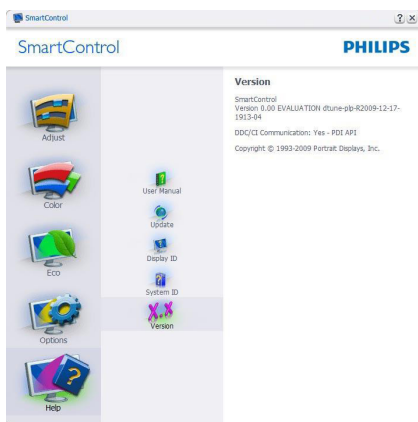 SmartControl
SmartControl
PHILIPS
Adjust
Color
Eco
Options
Help
User Manual
Update
Display ID
System ID
X.X
Version
Version
SmartControl
Version 0.00 EVALUATION dtune-plp-R2009-12-17-
1913-04
DDC/CI Communication: Yes - PDI API
Copyright © 1993-2009 Portrait Displays, Inc.